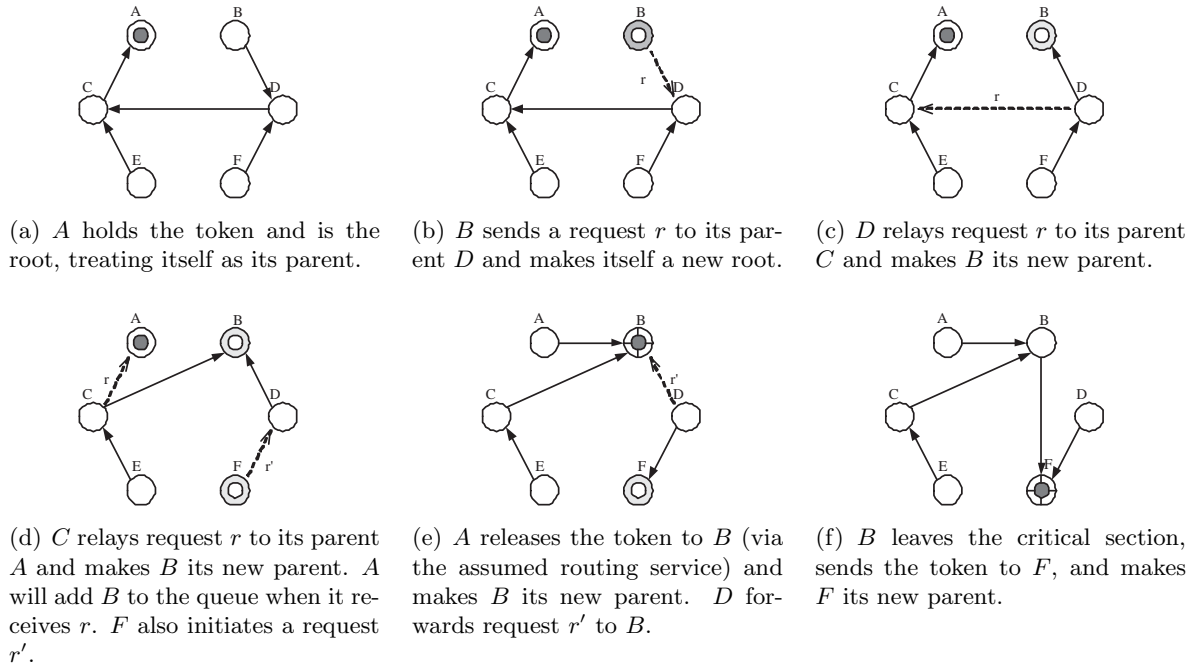 A B
C D
E F
A B
r
C D
E F
A B
r
C D
E F
(a) A holds the token and is the
root, treating itself as its parent.
(b) B sends a request r to its par-
ent D and makes itself a new root.
(c) D relays request r to its parent
C and makes B its new parent.
A B
r
C D
E F r'
A B
r'
C D
E F
A B
C D
E F
(d) C relays request r to its parent
A and makes B its new parent. A
will add B to the queue when it re-
ceives r. F also initiates a request
r'.
(e) A releases the token to B (via
the assumed routing service) and
makes B its new parent. D for-
wards request r' to B.
(f) B leaves the critical section,
sends the token to F, and makes
F its new parent.